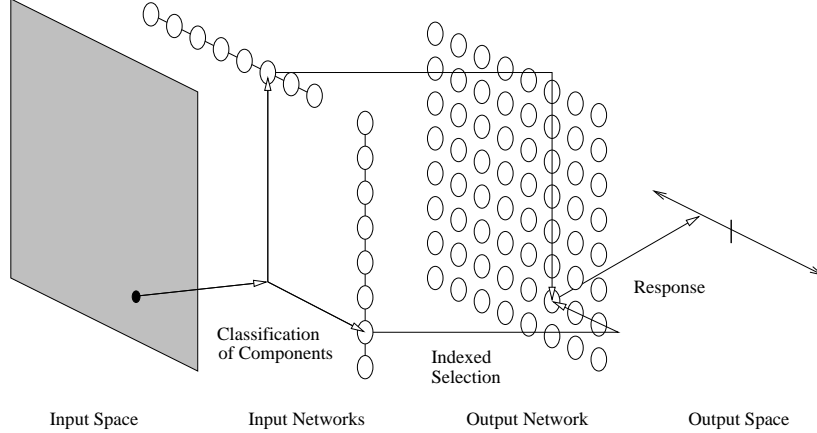 Response
Classification
of Components
Indexed
Selection
Input Space
Input Networks
Output Network
Output Space